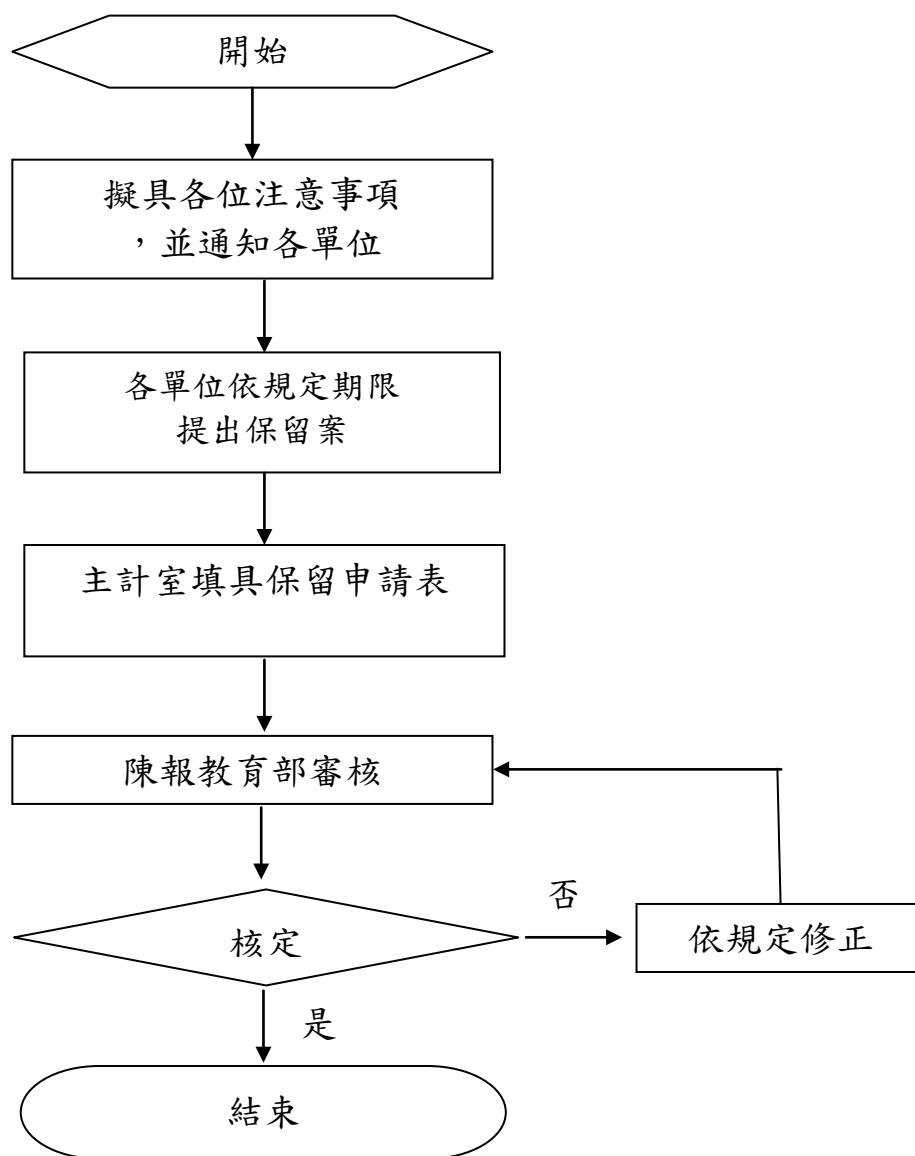 開始
擬具各位注意事項
，並通知各單位
各單位依規定期限
提出保留案
主計室填具保留申請表
陳報教育部審核
否
核定
依規定修正
是
結束